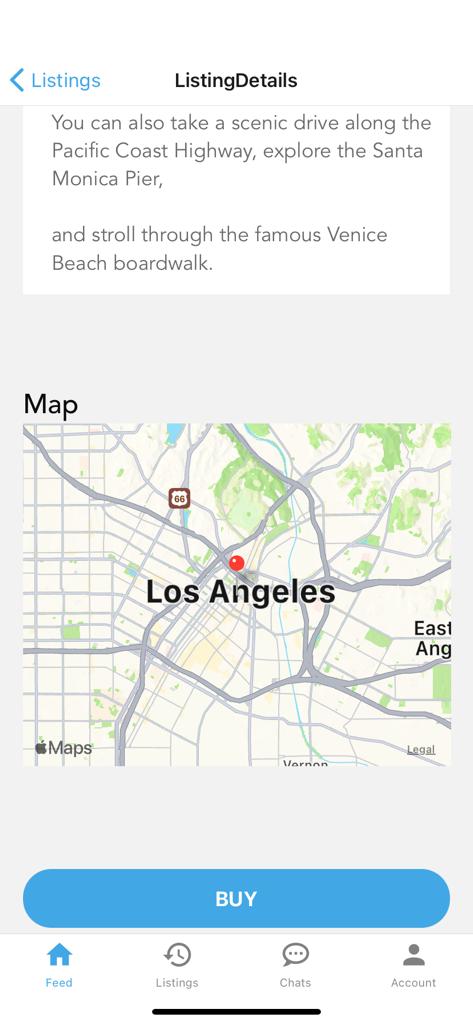 Listings
ListingDetails
You can also take a scenic drive along the
Pacific Coast Highway, explore the Santa
Monica Pier,
and stroll through the famous Venice
Beach boardwalk.
Map
66
Los Angeles
East
Ang
Maps
Legal
Vernon
BUY
Feed
Listings
Chats
Account